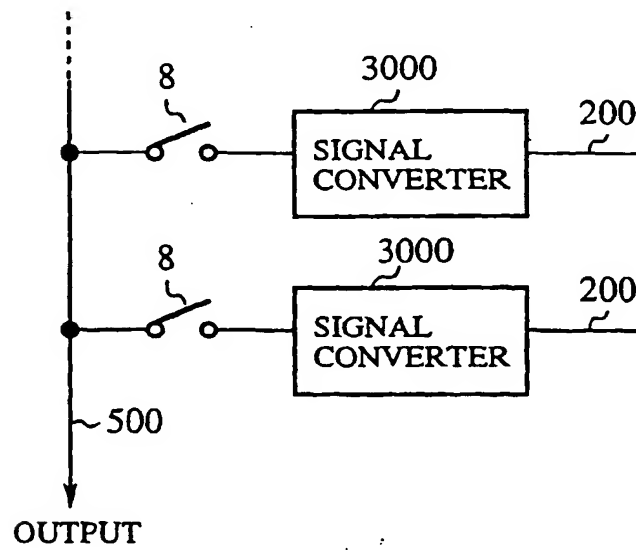 8
3000
200
SIGNAL
CONVERTER
8
3000
200
SIGNAL
CONVERTER
500
OUTPUT